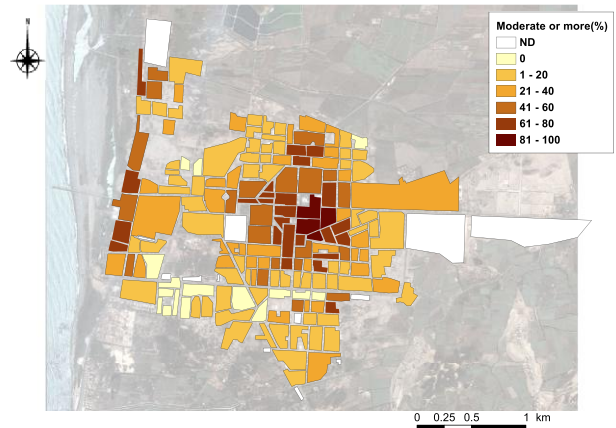 N
Moderate or more(%)
ND
0
1 - 20
21 - 40
41 - 60
61 - 80
81 - 100
0 0.25 0.5 1 km